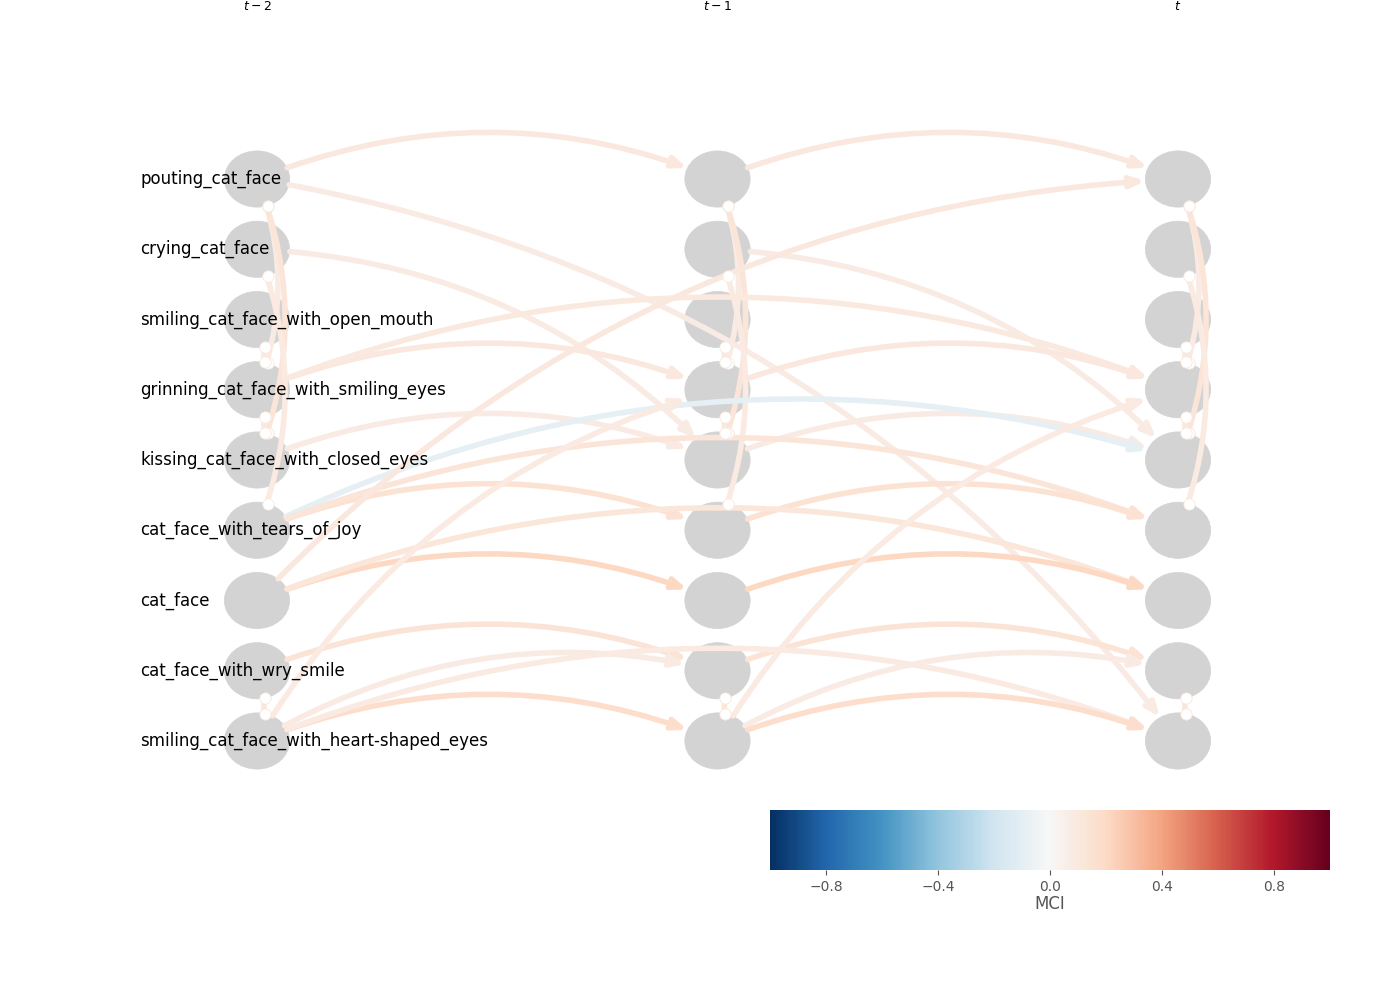 t − 2 t − 1 t
pouting_cat_face
crying_cat_face
smiling_cat_face_with_open_mouth
grinning_cat_face_with_smiling_eyes
kissing_cat_face_with_closed_eyes
cat_face_with_tears_of_joy
cat_face
cat_face_with_wry_smile
smiling_cat_face_with_heart-shaped_eyes
−0.8 −0.4 0.0 0.4 0.8
MCI